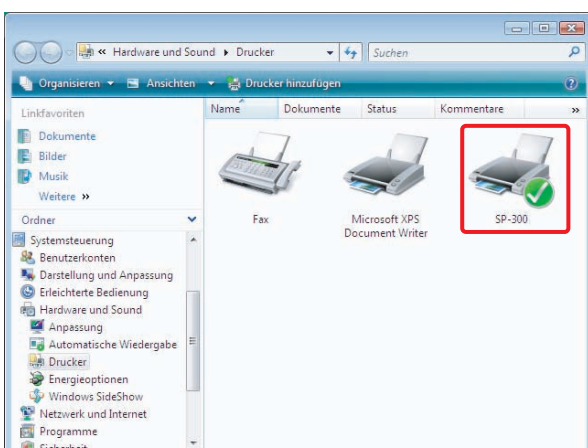 « Hardware und Sound ▸ Drucker
Suchen
Organisieren
Ansichten
Drucker hinzufügen
Linkfavoriten
Dokumente
Bilder
Musik
Weitere »
Ordner
Systemsteuerung
Benutzerkonten
Darstellung und Anpassung
Erleichterte Bedienung
Hardware und Sound
Anpassung
Automatische Wiedergabe
Drucker
Energieoptionen
Windows SideShow
Netzwerk und Internet
Programme
Sicherheit
Name Dokumente Status Kommentare »
Fax
Microsoft XPS
Document Writer
SP-300